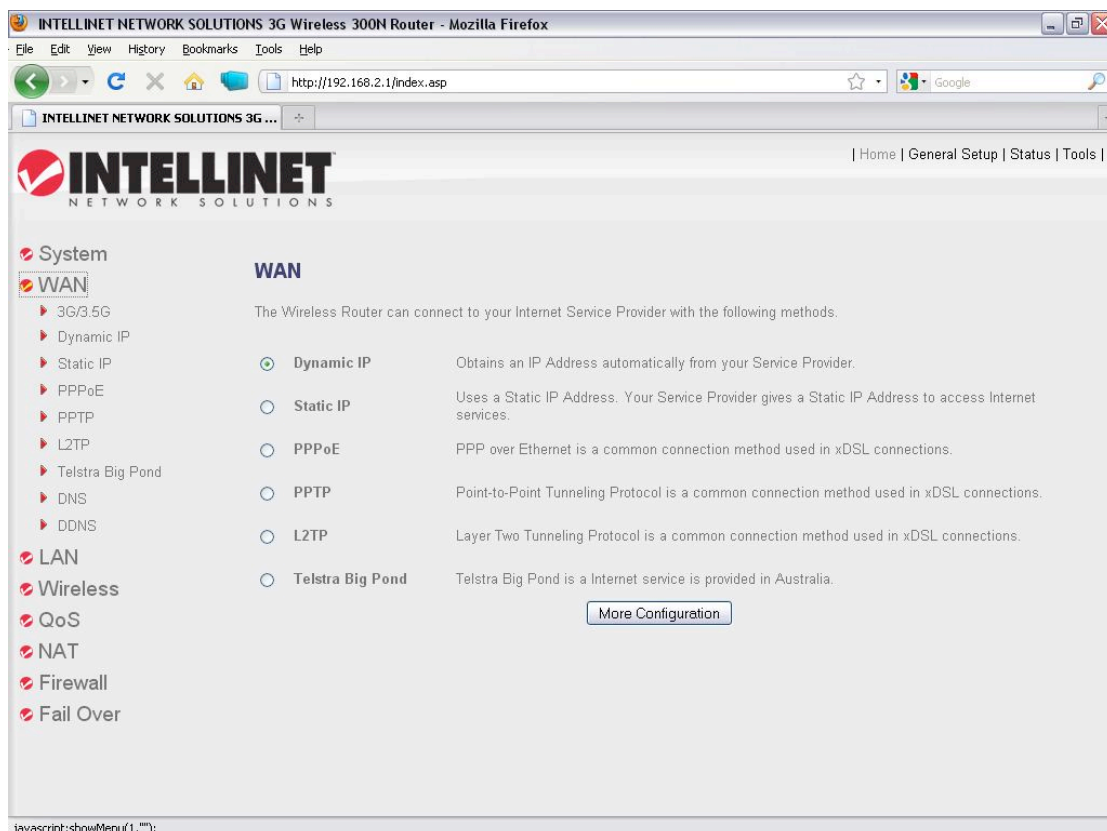 INTELLINET NETWORK SOLUTIONS 3G Wireless 300N Router - Mozilla Firefox
File Edit View History Bookmarks Tools Help
http://192.168.2.1/index.asp
Google
INTELLINET NETWORK SOLUTIONS 3G ...
INTELLINET
NETWORK SOLUTIONS
| Home | General Setup | Status | Tools |
System
WAN
3G/3.5G
Dynamic IP
Static IP
PPPoE
PPTP
L2TP
Telstra Big Pond
DNS
DDNS
LAN
Wireless
QoS
NAT
Firewall
Fail Over
WAN
The Wireless Router can connect to your Internet Service Provider with the following methods.
Dynamic IP Obtains an IP Address automatically from your Service Provider.
Static IP Uses a Static IP Address. Your Service Provider gives a Static IP Address to access Internet
services.
PPPoE PPP over Ethernet is a common connection method used in xDSL connections.
PPTP Point-to-Point Tunneling Protocol is a common connection method used in xDSL connections.
L2TP Layer Two Tunneling Protocol is a common connection method used in xDSL connections.
Telstra Big Pond Telstra Big Pond is a Internet service is provided in Australia.
More Configuration
javascript:showMenu(1,"");